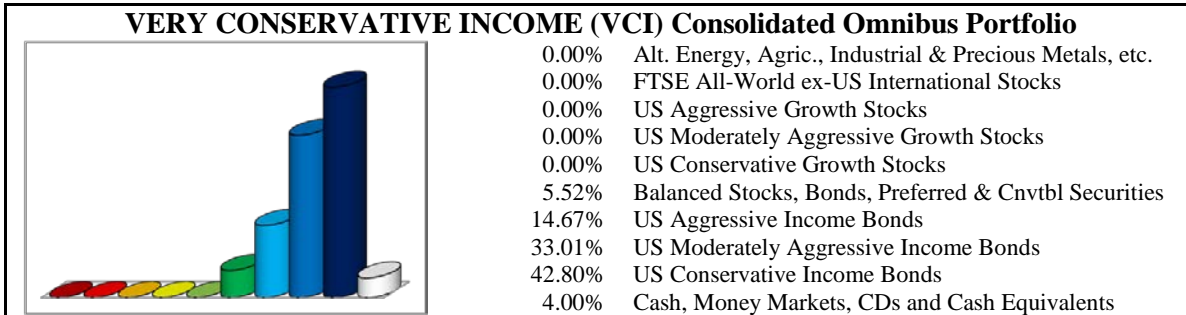 VERY CONSERVATIVE INCOME (VCI) Consolidated Omnibus Portfolio
0.00% Alt. Energy, Agric., Industrial & Precious Metals, etc.
0.00% FTSE All-World ex-US International Stocks
0.00% US Aggressive Growth Stocks
0.00% US Moderately Aggressive Growth Stocks
0.00% US Conservative Growth Stocks
5.52% Balanced Stocks, Bonds, Preferred & Cnvtbl Securities
14.67% US Aggressive Income Bonds
33.01% US Moderately Aggressive Income Bonds
42.80% US Conservative Income Bonds
4.00% Cash, Money Markets, CDs and Cash Equivalents